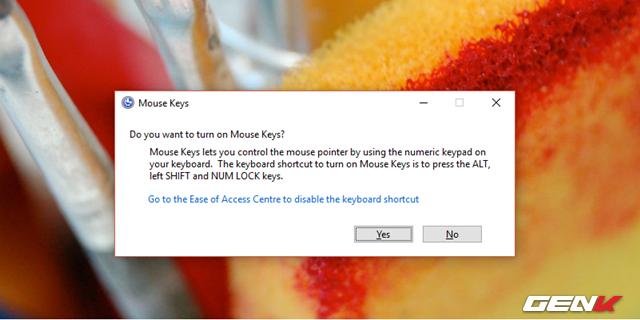 Mouse Keys
Do you want to turn on Mouse Keys?
Mouse Keys lets you control the mouse pointer by using the numeric keypad on
your keyboard. The keyboard shortcut to turn on Mouse Keys is to press the ALT,
left SHIFT and NUM LOCK keys.
Go to the Ease of Access Centre to disable the keyboard shortcut
Yes No
GENK